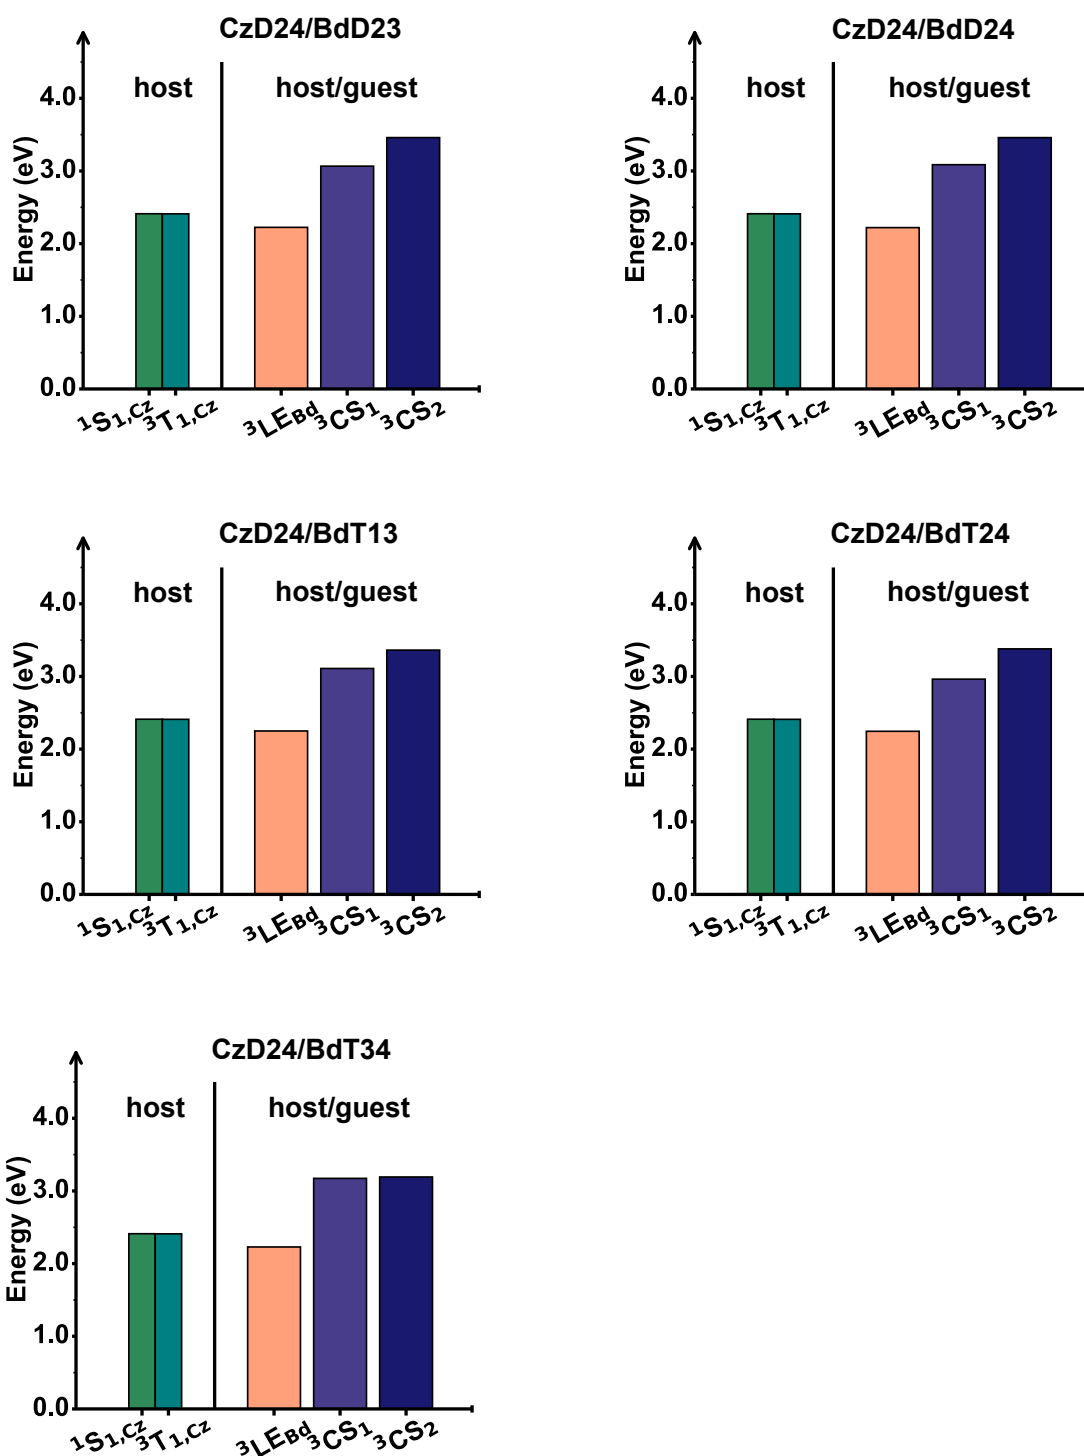 CzD24/BdD23
host host/guest
Energy (eV)
4.0
3.0
2.0
1.0
0.0
¹S₁,Cz ³T₁,Cz ³LEBd ³CS₁ ³CS₂
CzD24/BdD24
host host/guest
Energy (eV)
4.0
3.0
2.0
1.0
0.0
¹S₁,Cz ³T₁,Cz ³LEBd ³CS₁ ³CS₂
CzD24/BdT13
host host/guest
Energy (eV)
4.0
3.0
2.0
1.0
0.0
¹S₁,Cz ³T₁,Cz ³LEBd ³CS₁ ³CS₂
CzD24/BdT24
host host/guest
Energy (eV)
4.0
3.0
2.0
1.0
0.0
¹S₁,Cz ³T₁,Cz ³LEBd ³CS₁ ³CS₂
CzD24/BdT34
host host/guest
Energy (eV)
4.0
3.0
2.0
1.0
0.0
¹S₁,Cz ³T₁,Cz ³LEBd ³CS₁ ³CS₂